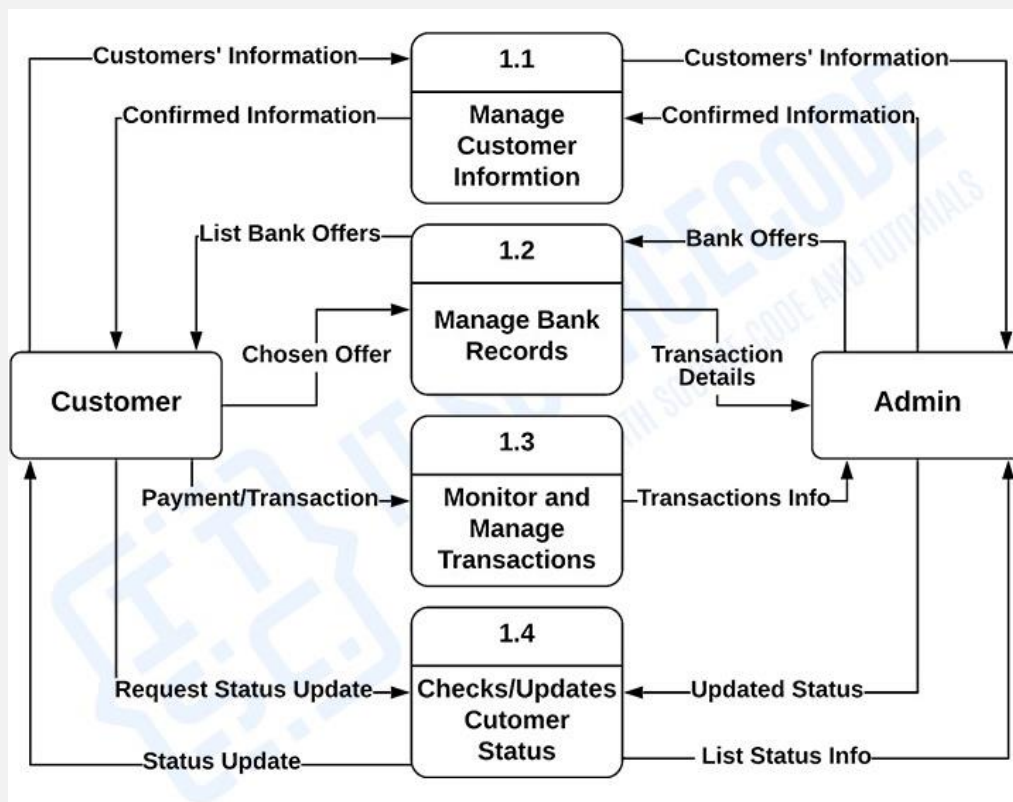 Customers' Information
1.1
Customers' Information
Confirmed Information
Manage
Customer
Informtion
Confirmed Information
List Bank Offers
1.2
Bank Offers
Manage Bank
Records
Chosen Offer
Transaction
Details
Customer
Admin
1.3
Payment/Transaction
Monitor and
Manage
Transactions
Transactions Info
1.4
Request Status Update
Checks/Updates
Cutomer
Status
Updated Status
Status Update
List Status Info